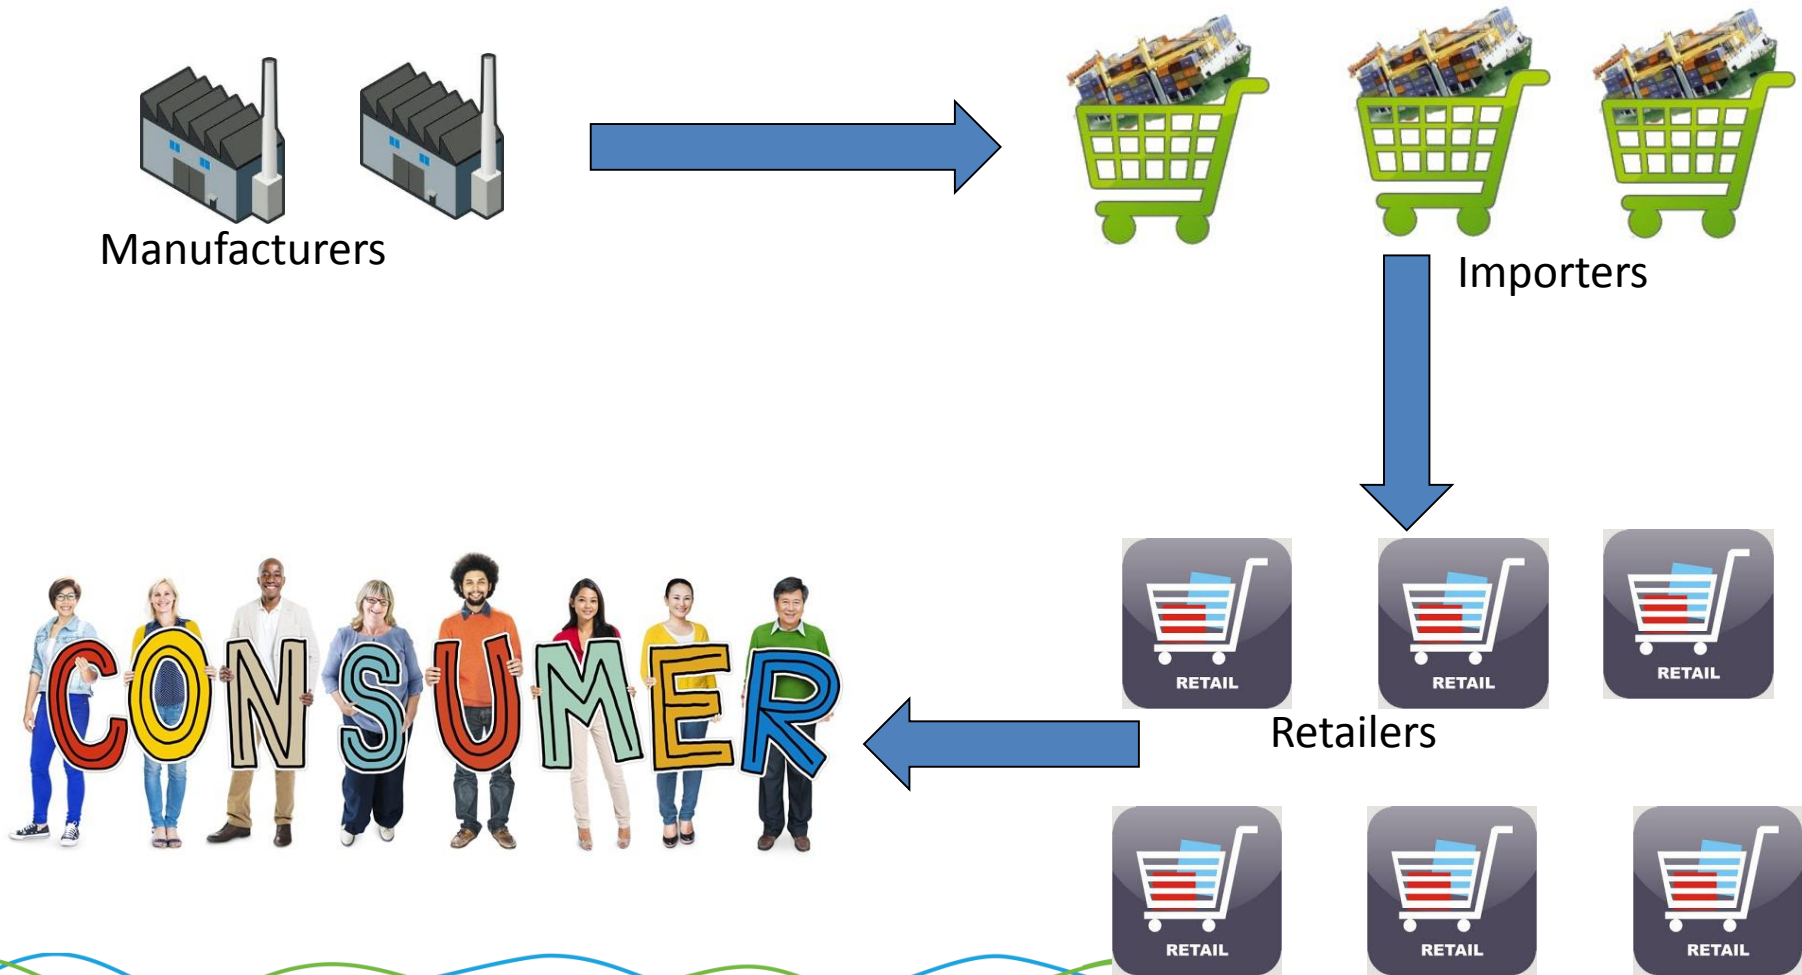 Manufacturers
Importers
RETAIL
RETAIL
RETAIL
Retailers
CONSUMER
RETAIL
RETAIL
RETAIL